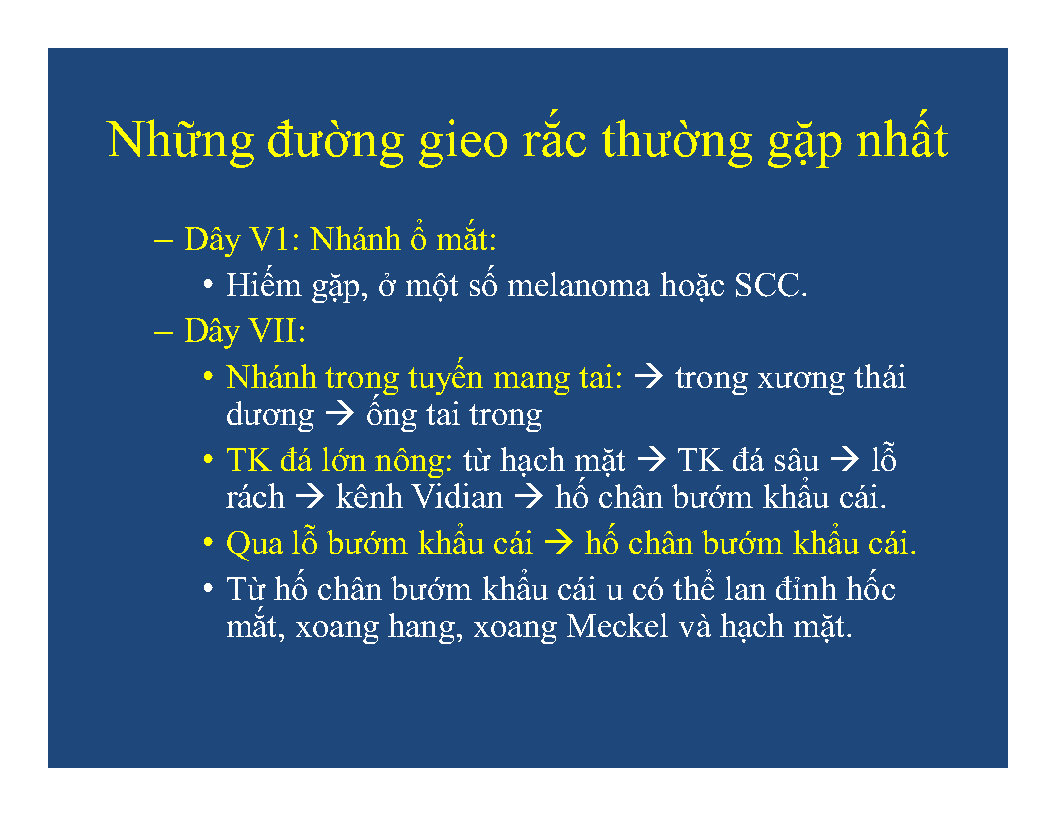 Những đường gieo rắc thường gặp nhất
– Dây V1: Nhánh ổ mắt:
• Hiếm gặp, ở một số melanoma hoặc SCC.
– Dây VII:
• Nhánh trong tuyến mang tai: → trong xương thái
dương → ống tai trong
• TK đá lớn nông: từ hạch mặt → TK đá sâu → lỗ
rách → kênh Vidian → hố chân bướm khẩu cái.
• Qua lỗ bướm khẩu cái → hố chân bướm khẩu cái.
• Từ hố chân bướm khẩu cái u có thể lan đỉnh hốc
mắt, xoang hang, xoang Meckel và hạch mặt.